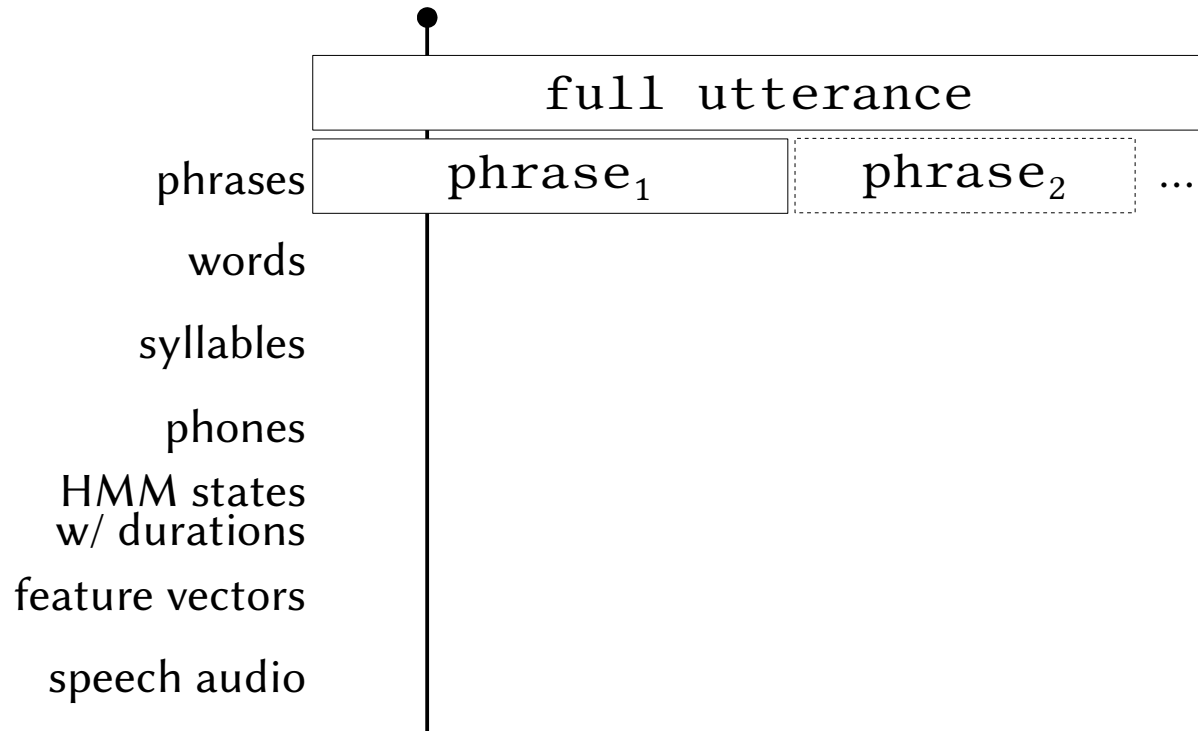 full utterance
phrases phrase₁ phrase₂ ...
words
syllables
phones
HMM states
w/ durations
feature vectors
speech audio